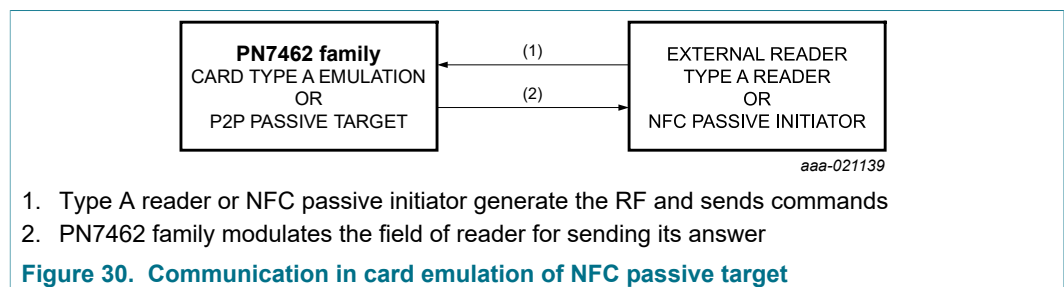 PN7462 family
CARD TYPE A EMULATION
OR
P2P PASSIVE TARGET
(1)
(2)
EXTERNAL READER
TYPE A READER
OR
NFC PASSIVE INITIATOR
aaa-021139
1. Type A reader or NFC passive initiator generate the RF and sends commands
2. PN7462 family modulates the field of reader for sending its answer
Figure 30. Communication in card emulation of NFC passive target